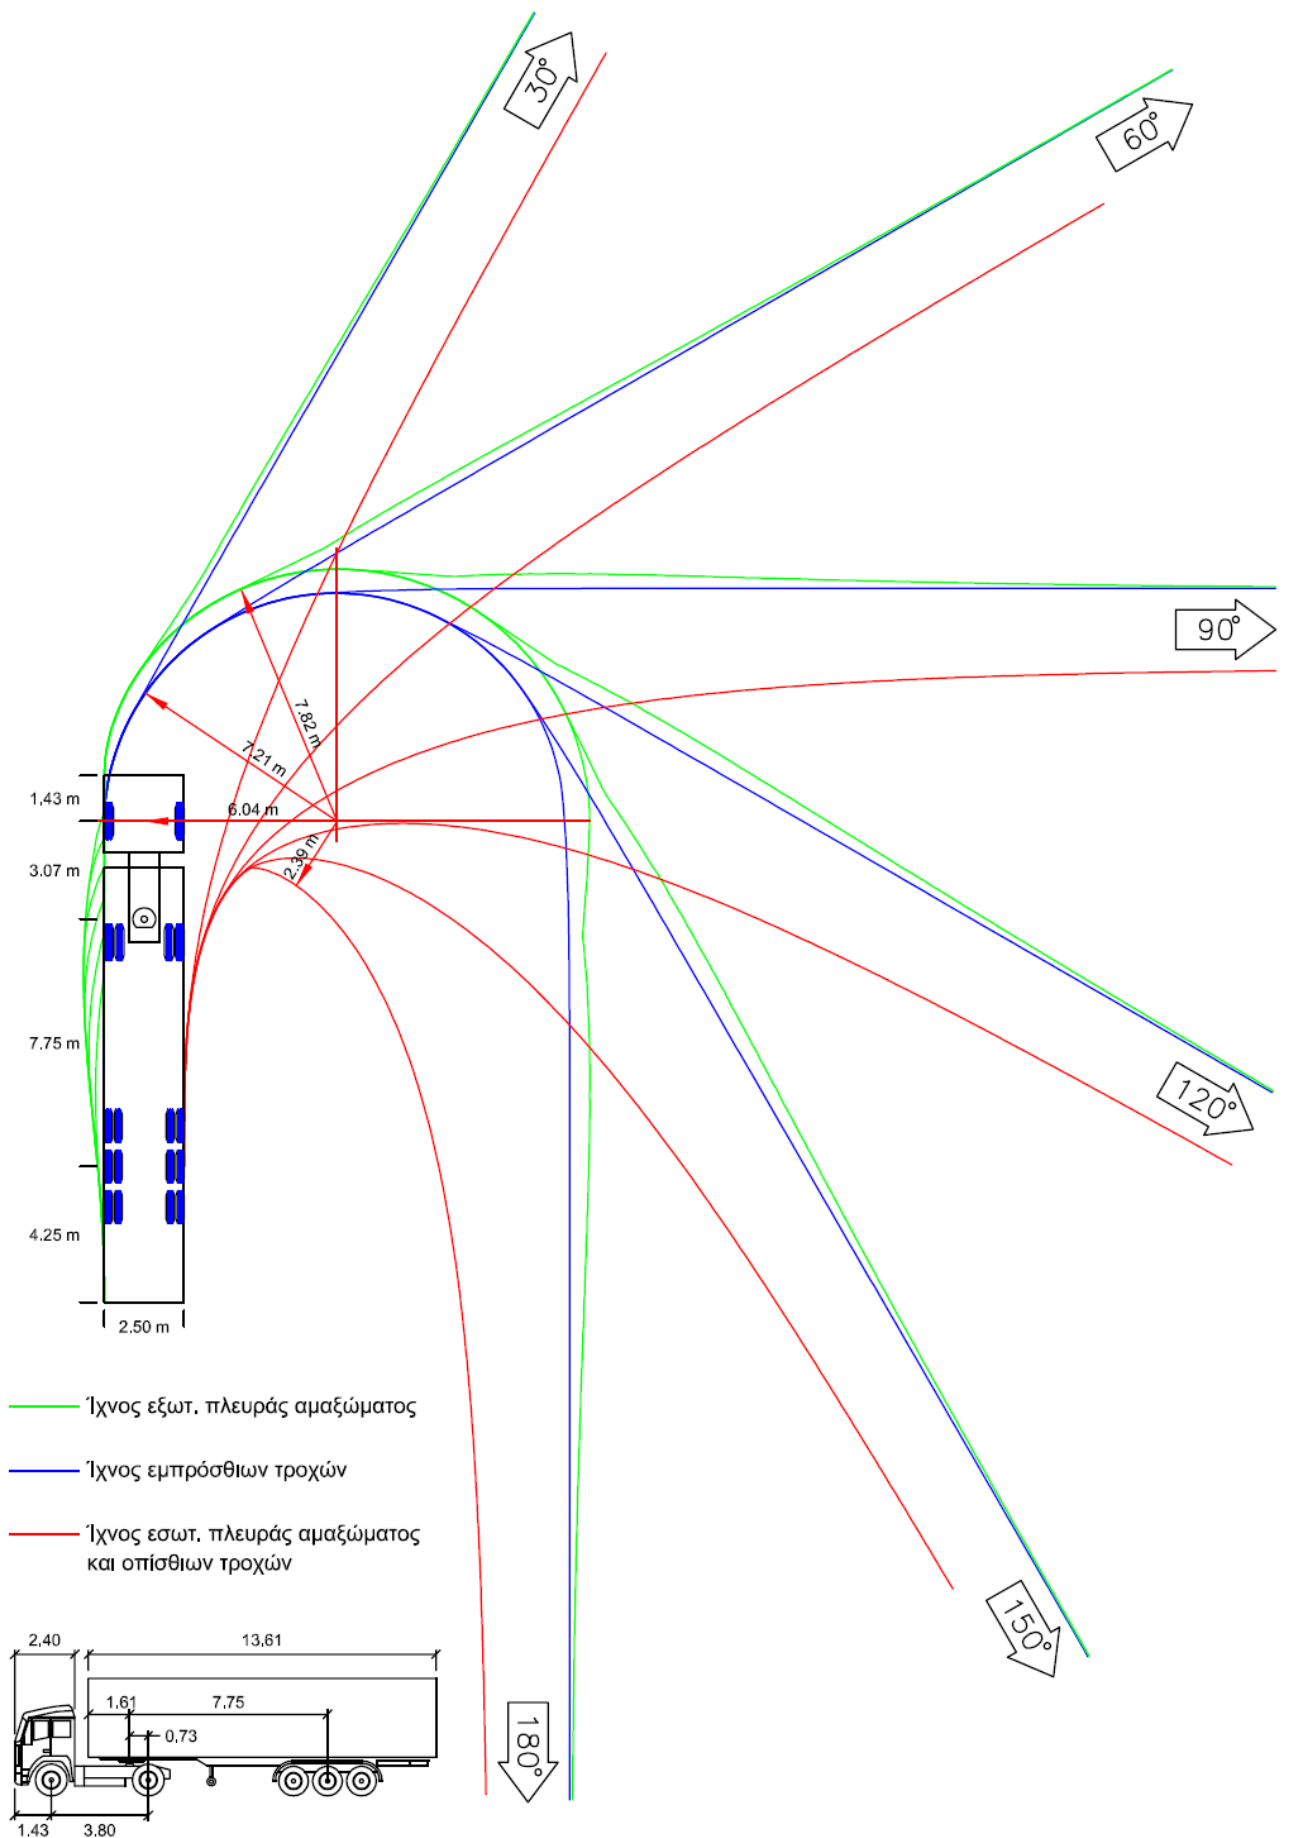 30°
60°
7.82 m
7.21 m
90°
1,43 m
6.04 m
3.07 m
2.39 m
7.75 m
120°
4.25 m
2.50 m
Ίχνος εξωτ. πλευράς αμαξώματος
Ίχνος εμπρόσθιων τροχών
Ίχνος εσωτ. πλευράς αμαξώματος
και οπίσθιων τροχών
150°
2,40
13,61
1,61
7,75
0,73
180°
1,43
3,80